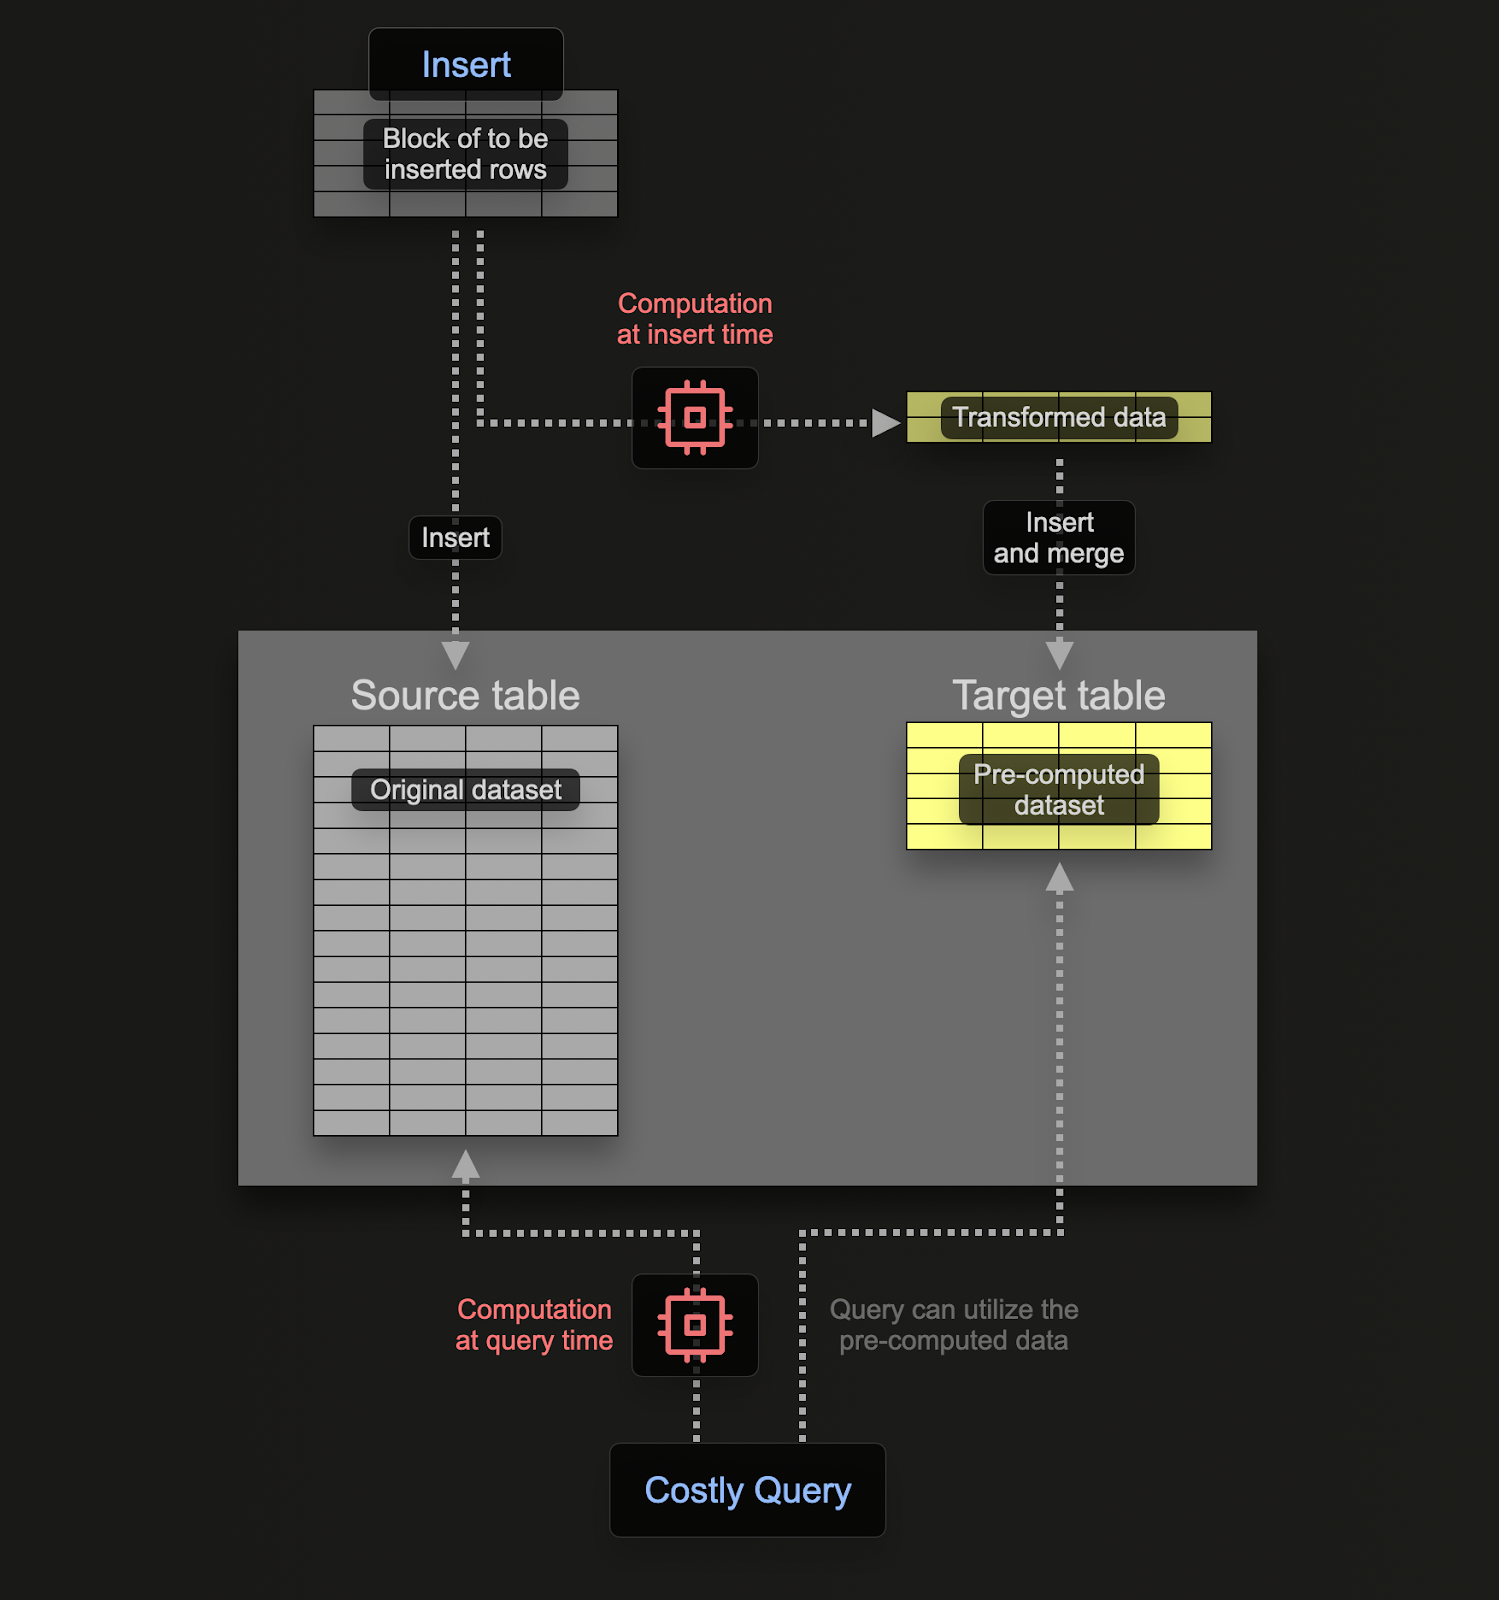 Insert
Block of to be
inserted rows
Computation
at insert time
Transformed data
Insert
Insert
and merge
Source table
Target table
Original dataset
Pre-computed
dataset
Computation
at query time
Query can utilize the
pre-computed data
Costly Query